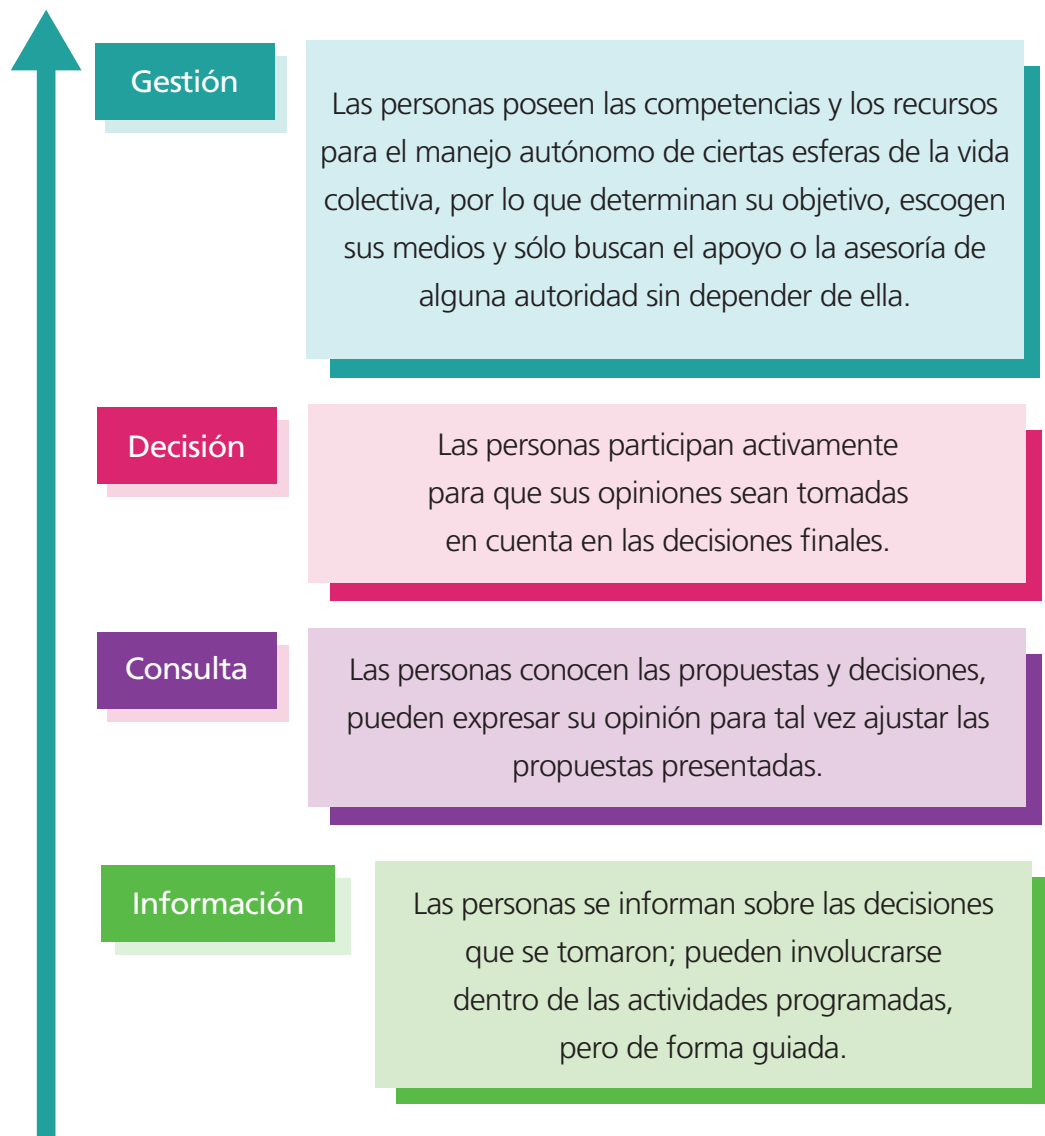 Gestión
Las personas poseen las competencias y los recursos
para el manejo autónomo de ciertas esferas de la vida
colectiva, por lo que determinan su objetivo, escogen
sus medios y sólo buscan el apoyo o la asesoría de
alguna autoridad sin depender de ella.
Decisión
Las personas participan activamente
para que sus opiniones sean tomadas
en cuenta en las decisiones finales.
Consulta
Las personas conocen las propuestas y decisiones,
pueden expresar su opinión para tal vez ajustar las
propuestas presentadas.
Información
Las personas se informan sobre las decisiones
que se tomaron; pueden involucrarse
dentro de las actividades programadas,
pero de forma guiada.